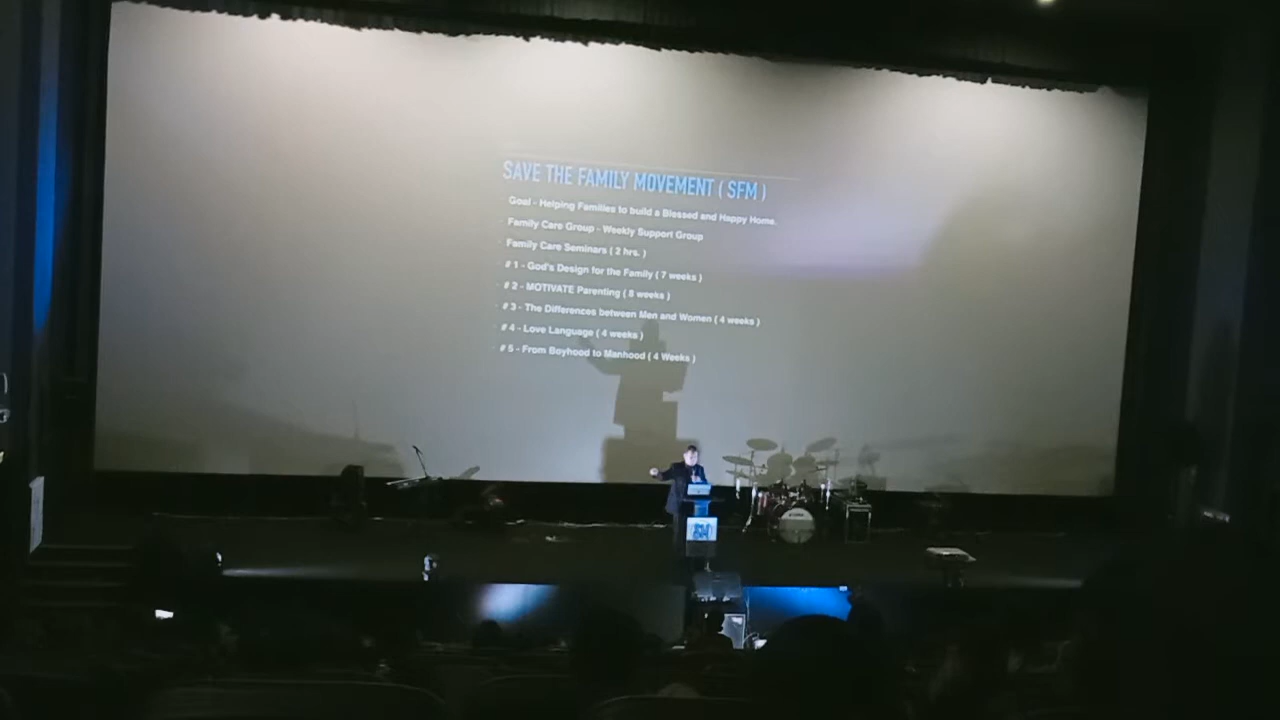 SAVE THE FAMILY MOVEMENT ( SFM )
Goal - Helping Families to build a Blessed and Happy Home.
Family Care Group - Weekly Support Group
Family Care Seminars ( 2 hrs. )
# 1 - God's Design for the Family ( 7 weeks )
# 2 - MOTIVATE Parenting ( 8 weeks )
# 3 - The Differences between Men and Women ( 4 weeks )
# 4 - Love Language ( 4 weeks )
# 5 - From Boyhood to Manhood ( 4 Weeks )